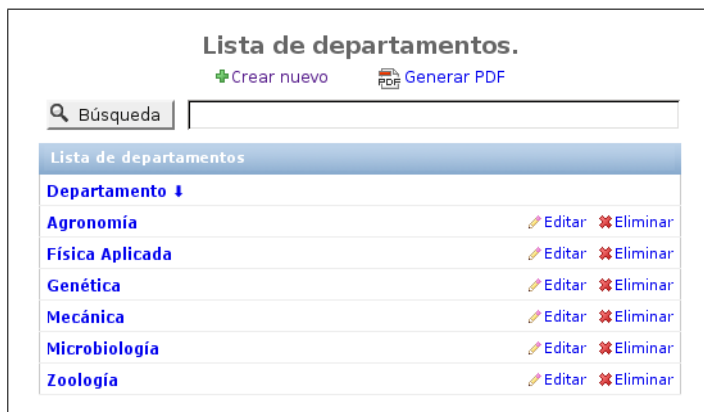 Lista de departamentos.
Crear nuevo PDF Generar PDF
Búsqueda
Lista de departamentos
Departamento ⬇
Agronomía Editar Eliminar
Física Aplicada Editar Eliminar
Genética Editar Eliminar
Mecánica Editar Eliminar
Microbiología Editar Eliminar
Zoología Editar Eliminar